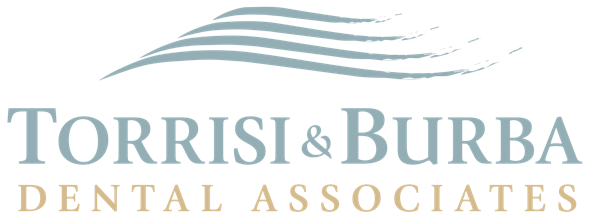 TORRISI & BURBA
DENTAL ASSOCIATES